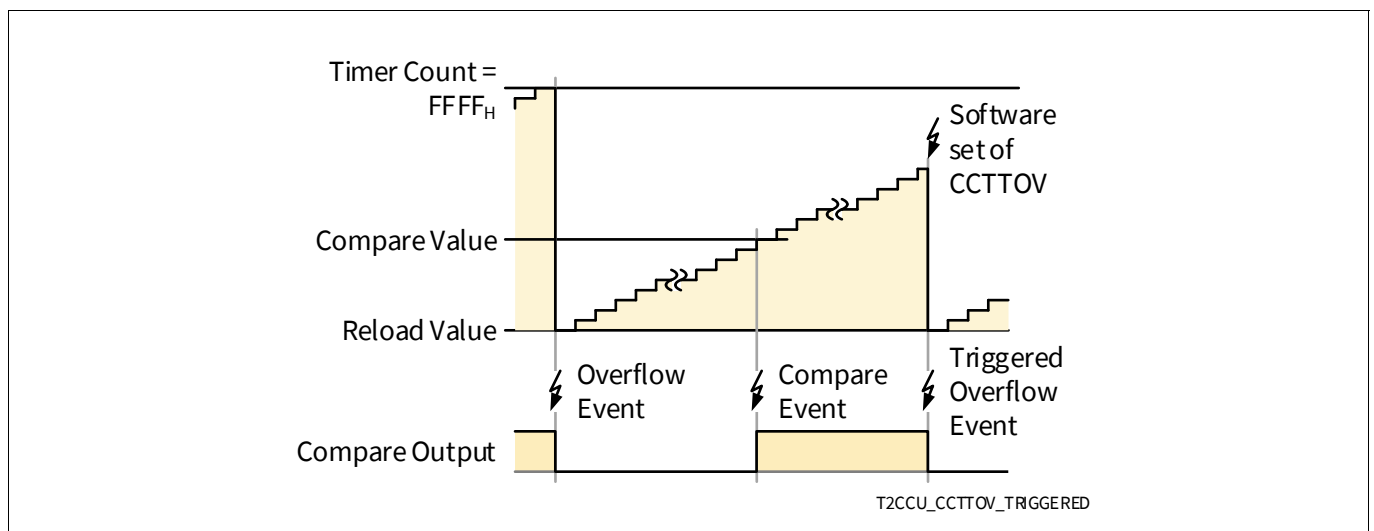 Timer Count =
FFFFH
Software
set of
CCTTOV
Compare Value
Reload Value
Overflow
Event
Compare
Event
Triggered
Overflow
Event
Compare Output
T2CCU_CCTTOV_TRIGGERED